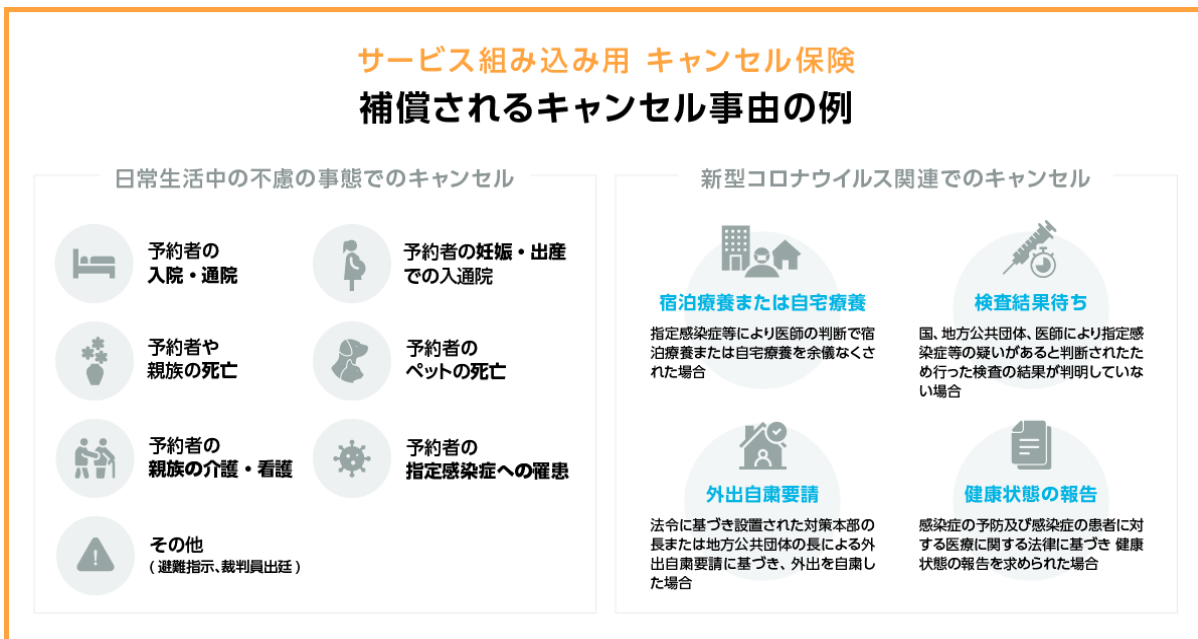 サービス組み込み用 キャンセル保険
補償されるキャンセル事由の例
日常生活中の不慮の事態でのキャンセル
予約者の
入院・通院
予約者の妊娠・出産
での入通院
予約者や
親族の死亡
予約者の
ペットの死亡
予約者の
親族の介護・看護
予約者の
指定感染症への罹患
その他
(避難指示、裁判員出廷)
新型コロナウイルス関連でのキャンセル
宿泊療養または自宅療養
指定感染症等により医師の判断で宿
泊療養または自宅療養を余儀なくさ
れた場合
検査結果待ち
国、地方公共団体、医師により指定感
染症等の疑いがあると判断されたた
め行った検査の結果が判明していな
い場合
外出自粛要請
法令に基づき設置された対策本部の
長または地方公共団体の長による外
出自粛要請に基づき、外出を自粛し
た場合
健康状態の報告
感染症の予防及び感染症の患者に対
する医療に関する法律に基づき 健康
状態の報告を求められた場合